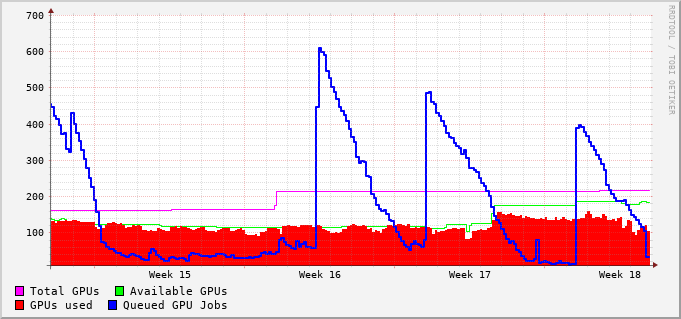 700
600
500
400
300
200
100
Week 15 Week 16 Week 17 Week 18
Total GPUs Available GPUs
GPUs used Queued GPU Jobs
RRDTOOL / TOBI OETIKER